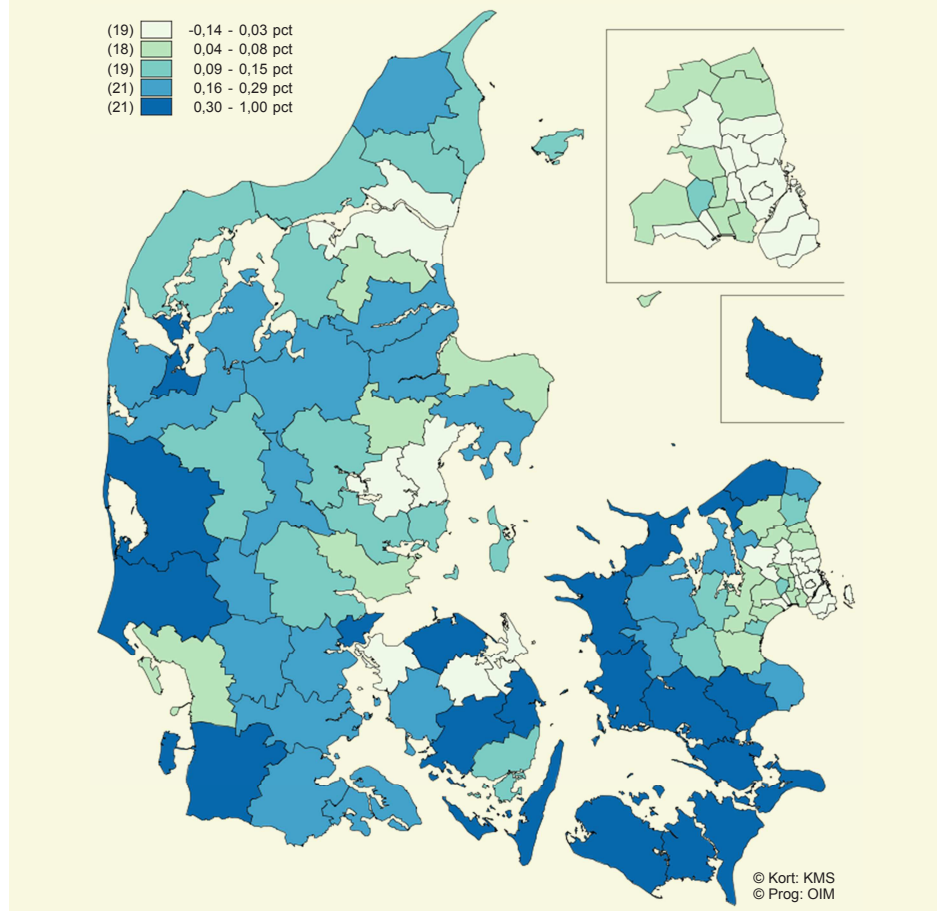 (19) -0,14 - 0,03 pct
(18) 0,04 - 0,08 pct
(19) 0,09 - 0,15 pct
(21) 0,16 - 0,29 pct
(21) 0,30 - 1,00 pct
© Kort: KMS
© Prog: OIM